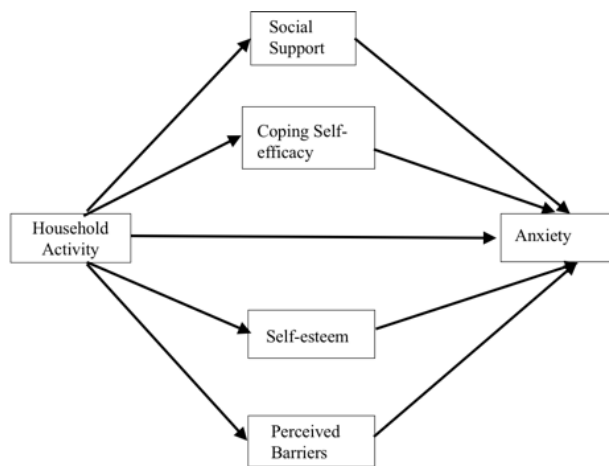 Social
Support
Coping Self-
efficacy
Household
Activity
Anxiety
Self-esteem
Perceived
Barriers